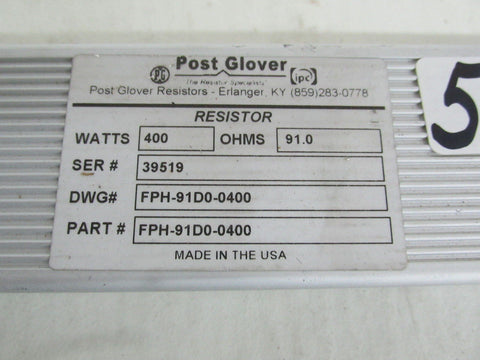 PG Post Glover ipc
The Resistor Specialists
Post Glover Resistors - Erlanger, KY (859)283-0778
RESISTOR
WATTS 400 OHMS 91.0
SER # 39519
DWG# FPH-91D0-0400
PART # FPH-91D0-0400
MADE IN THE USA
5